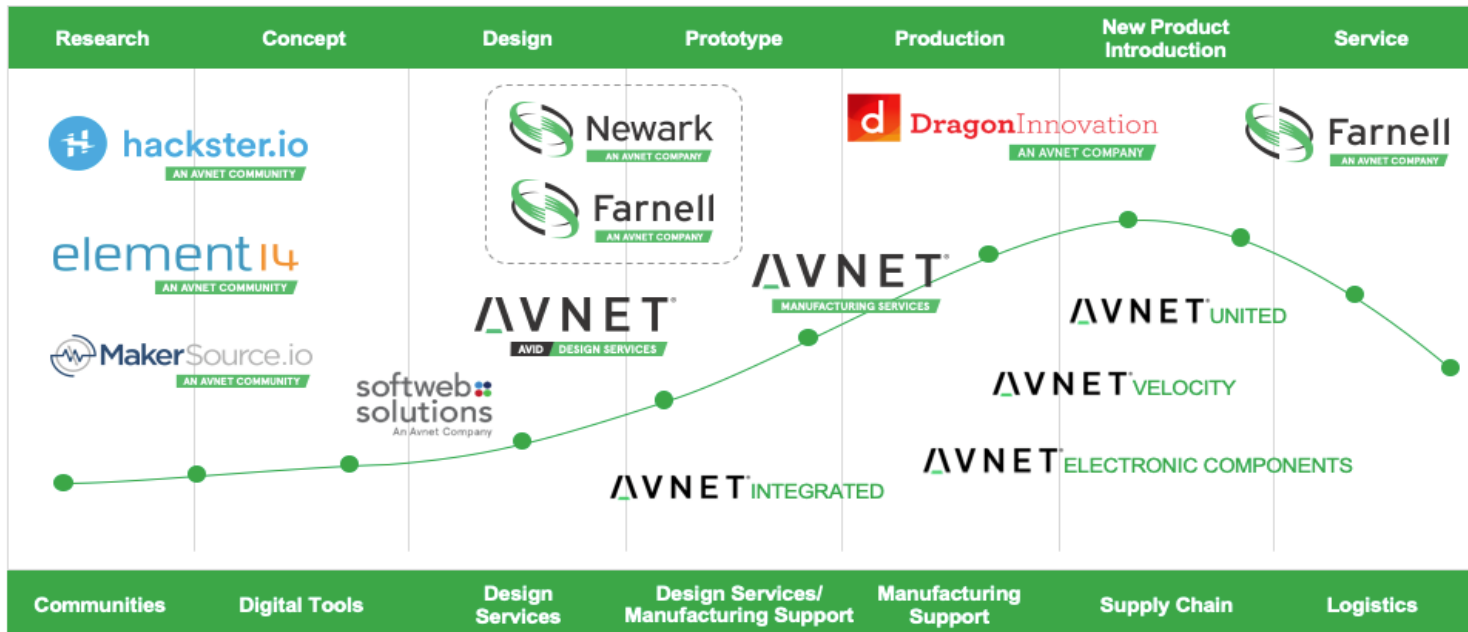 Research
Concept
Design
Prototype
Production
New Product
Introduction
Service
hackster.io
AN AVNET COMMUNITY
element14
AN AVNET COMMUNITY
MakerSource.io
AN AVNET COMMUNITY
softweb
solutions
An Avnet Company
Newark
AN AVNET COMPANY
Farnell
AN AVNET COMPANY
AVNET®
AVID DESIGN SERVICES
AVNET®
MANUFACTURING SERVICES
AVNET® INTEGRATED
d DragonInnovation
AN AVNET COMPANY
AVNET® UNITED
AVNET® VELOCITY
AVNET® ELECTRONIC COMPONENTS
Farnell
AN AVNET COMPANY
Communities
Digital Tools
Design
Services
Design Services/
Manufacturing Support
Manufacturing
Support
Supply Chain
Logistics